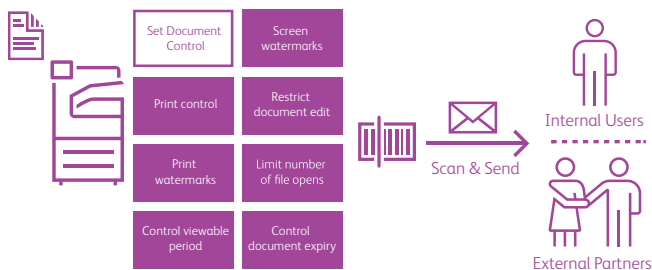 Set Document
Control
Screen
watermarks
Print control
Restrict
document edit
Print
watermarks
Limit number
of file opens
Control viewable
period
Control
document expiry
Scan & Send
Internal Users
External Partners